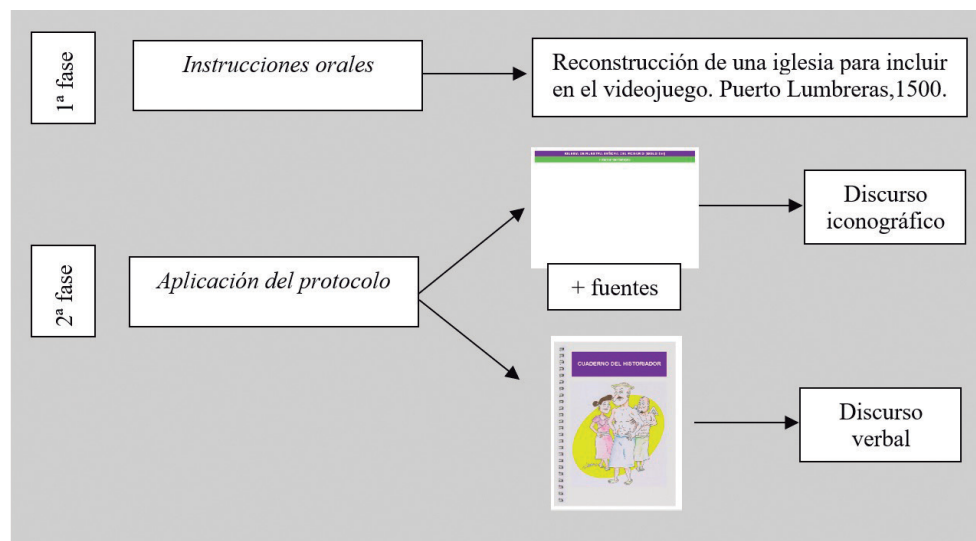 1ª fase
Instrucciones orales
Reconstrucción de una iglesia para incluir
en el videojuego. Puerto Lumbreras,1500.
2ª fase
Aplicación del protocolo
Discurso
iconográfico
+ fuentes
CUADERNO DEL HISTORIADOR
Discurso
verbal